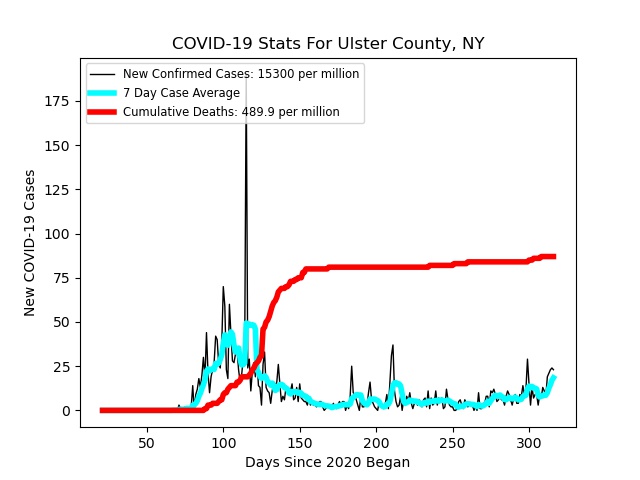 COVID-19 Stats For Ulster County, NY
New Confirmed Cases: 15300 per million
7 Day Case Average
Cumulative Deaths: 489.9 per million
New COVID-19 Cases
175
150
125
100
75
50
25
0
50 100 150 200 250 300
Days Since 2020 Began